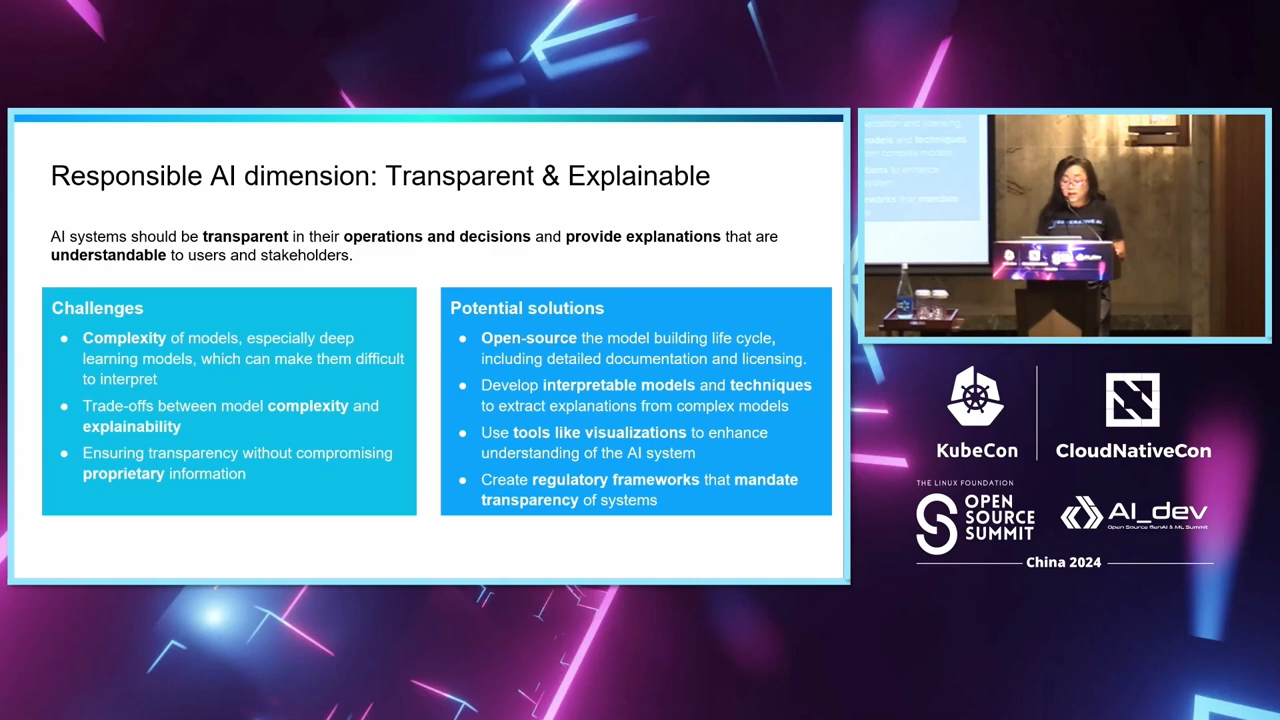 Responsible AI dimension: Transparent & Explainable
AI systems should be transparent in their operations and decisions and provide explanations that are
understandable to users and stakeholders.
Challenges
● Complexity of models, especially deep
learning models, which can make them difficult
to interpret
● Trade-offs between model complexity and
explainability
● Ensuring transparency without compromising
proprietary information
Potential solutions
● Open-source the model building life cycle,
including detailed documentation and licensing.
● Develop interpretable models and techniques
to extract explanations from complex models
● Use tools like visualizations to enhance
understanding of the AI system
● Create regulatory frameworks that mandate
transparency of systems
KubeCon
CloudNativeCon
THE LINUX FOUNDATION
OPEN
SOURCE
SUMMIT
AI_dev
Open Source GenAI & ML Summit
China 2024